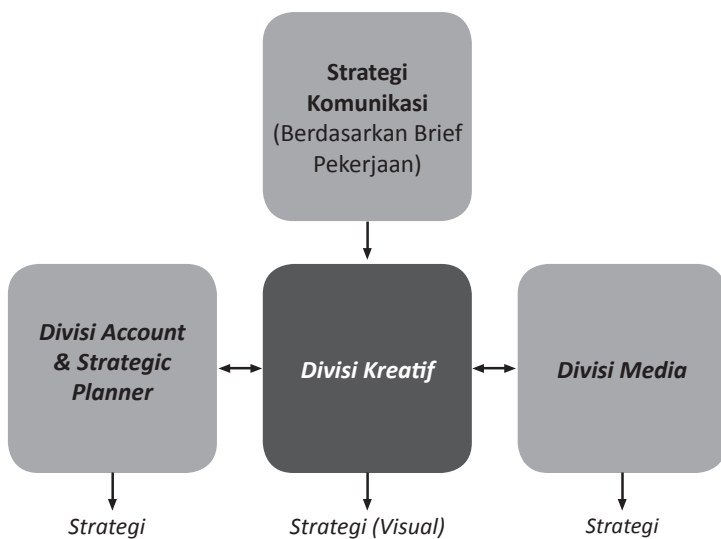 Strategi
Komunikasi
(Berdasarkan Brief
Pekerjaan)
Divisi Account
& Strategic
Planner
Divisi Kreatif
Divisi Media
Strategi
Strategi (Visual)
Strategi